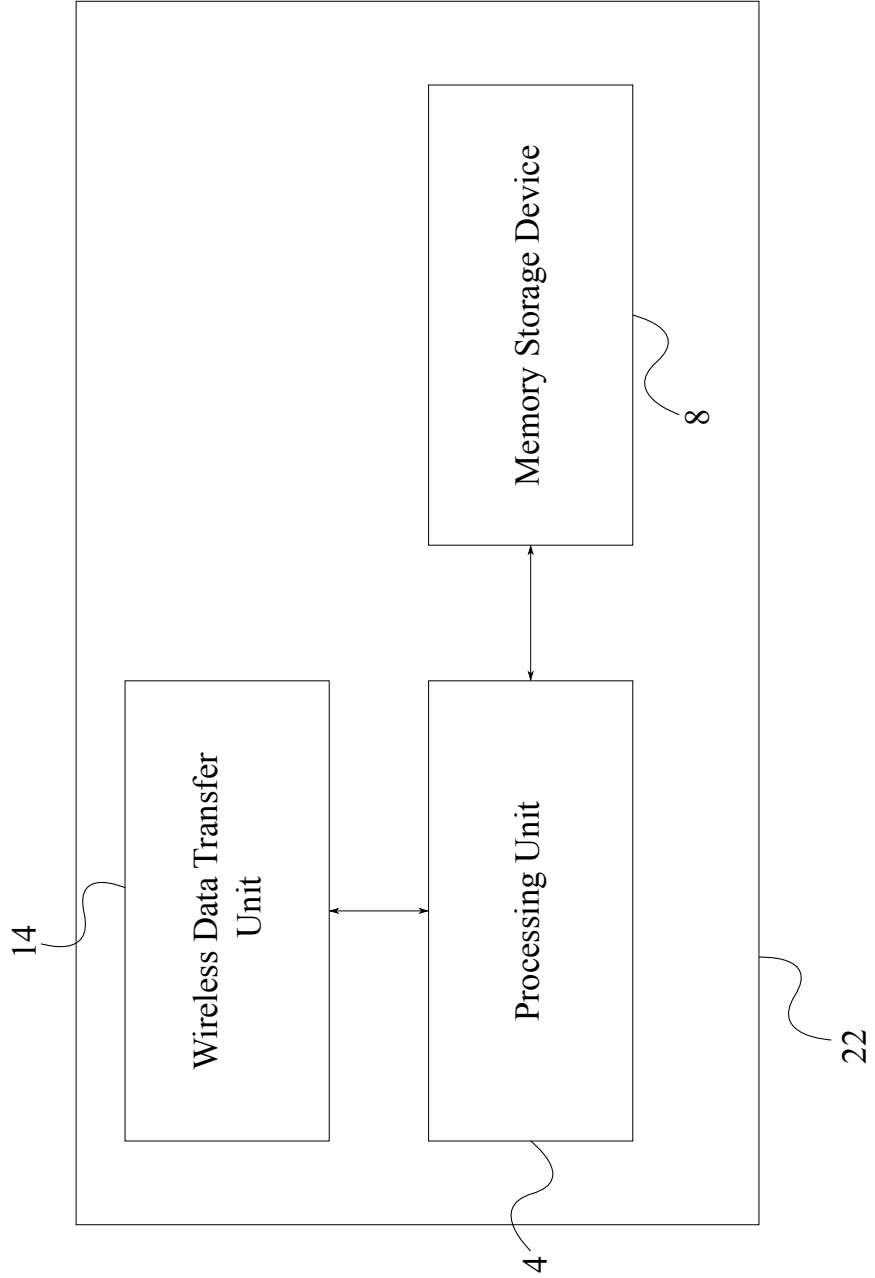 14
Wireless Data Transfer
Unit
Processing Unit
4
Memory Storage Device
8
22